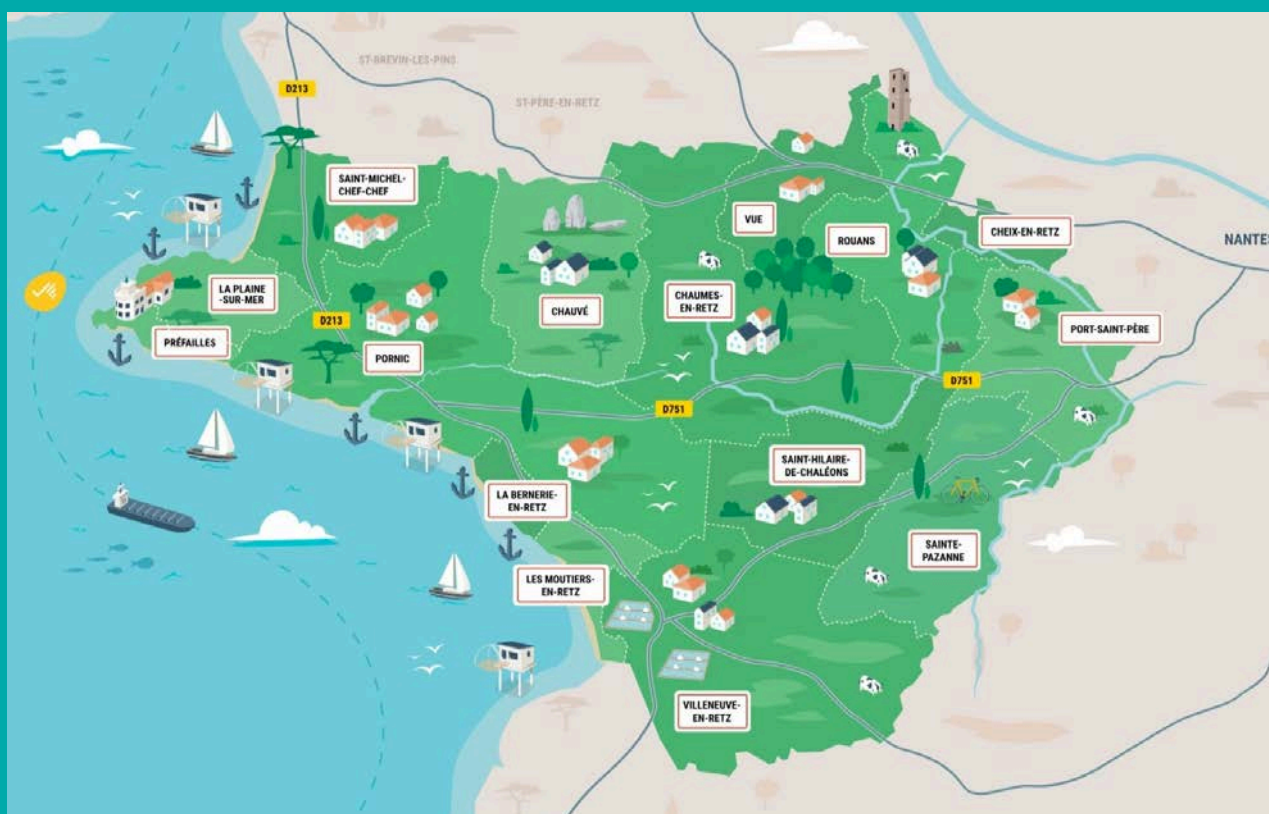 ST-BREVIN-LES-PINS
D213
ST-PÈRE-EN-RETZ
SAINT-MICHEL-
CHEF-CHEF
VUE
ROUANS
CHEIX-EN-RETZ
NANTES
LA PLAINE
-SUR-MER
CHAUMES-
EN-RETZ
CHAUVÉ
D213
PORT-SAINT-PÈRE
PRÉFAILLES
PORNIC
D751
D751
SAINT-HILAIRE-
DE-CHALÉONS
LA BERNERIE-
EN-RETZ
SAINTE-
PAZANNE
LES MOUTIERS-
EN-RETZ
VILLENEUVE-
EN-RETZ